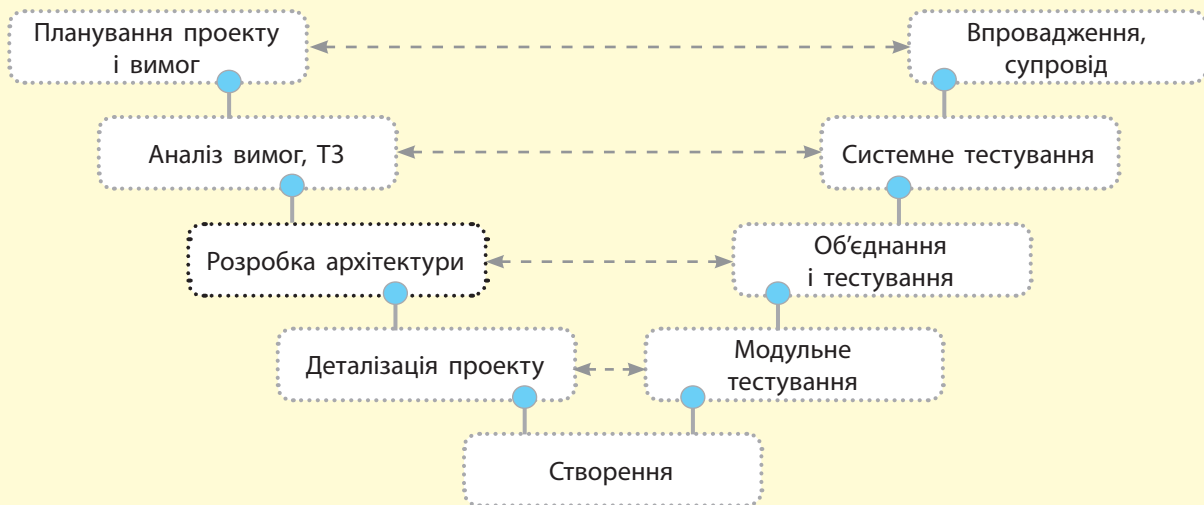 Планування проекту
і вимог
Впровадження,
супровід
Аналіз вимог, ТЗ
Системне тестування
Розробка архітектури
Об’єднання
і тестування
Деталізація проекту
Модульне
тестування
Створення